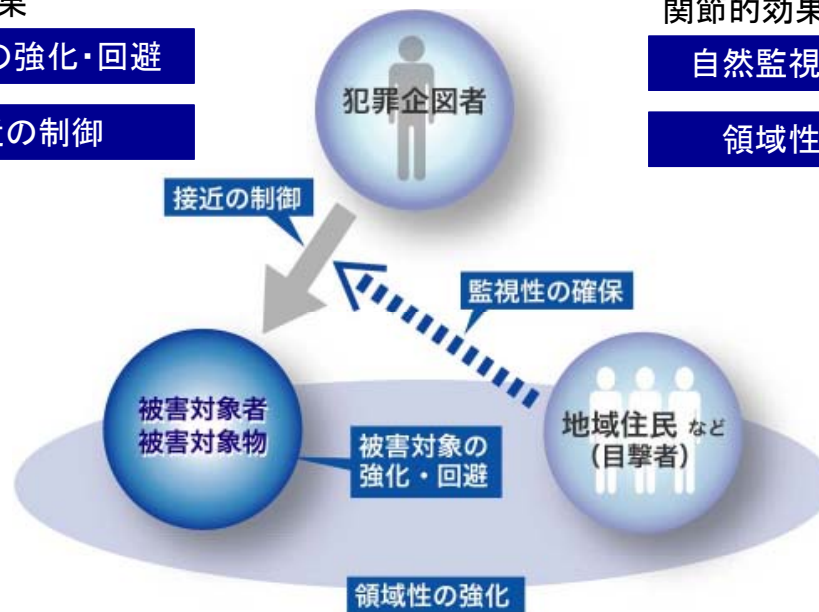 果
の強化・回避
の制御
関節的効果
自然監視
領域性
犯罪企図者
接近の制御
監視性の確保
被害対象者
被害対象物
地域住民 など
(目撃者)
被害対象の
強化・回避
領域性の強化